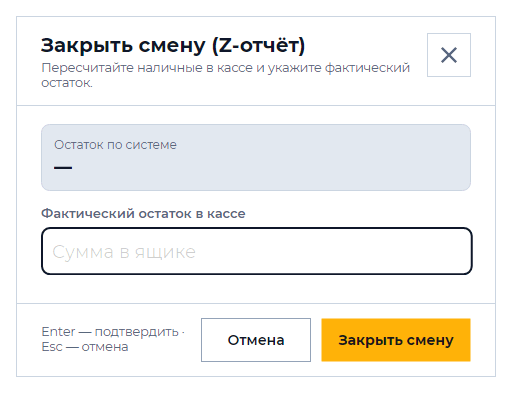 Закрыть смену (Z-отчёт)
Пересчитайте наличные в кассе и укажите фактический
остаток.
Остаток по системе
—
Фактический остаток в кассе
Сумма в ящике
Enter — подтвердить ·
Esc — отмена
Отмена
Закрыть смену